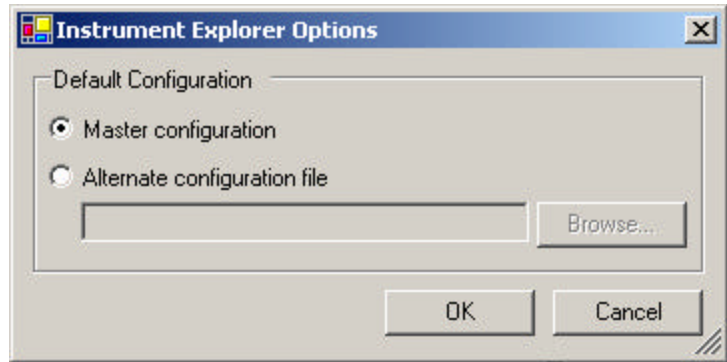 Instrument Explorer Options
Default Configuration
Master configuration
Alternate configuration file
Browse...
OK Cancel